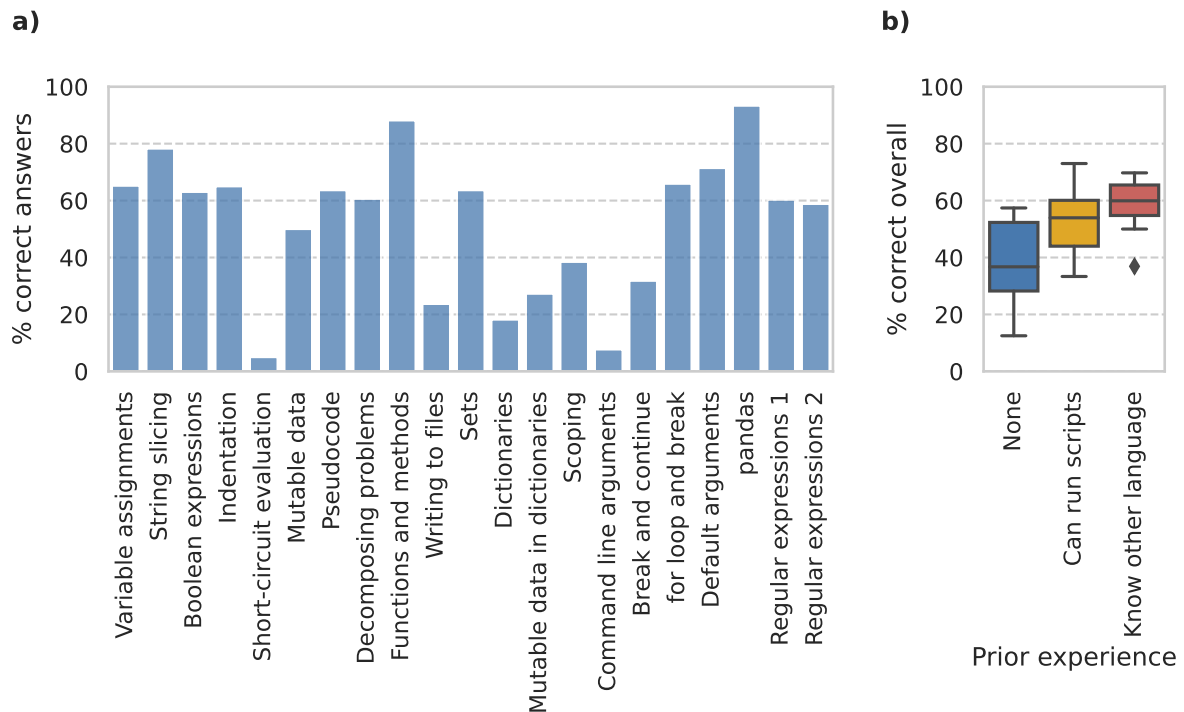 a)
% correct answers
100
80
60
40
20
0
Variable assignments
String slicing
Boolean expressions
Indentation
Short-circuit evaluation
Mutable data
Pseudocode
Decomposing problems
Functions and methods
Writing to files
Sets
Dictionaries
Mutable data in dictionaries
Scoping
Command line arguments
Break and continue
for loop and break
Default arguments
pandas
Regular expressions 1
Regular expressions 2
b)
% correct overall
100
80
60
40
20
0
None
Can run scripts
Know other language
Prior experience